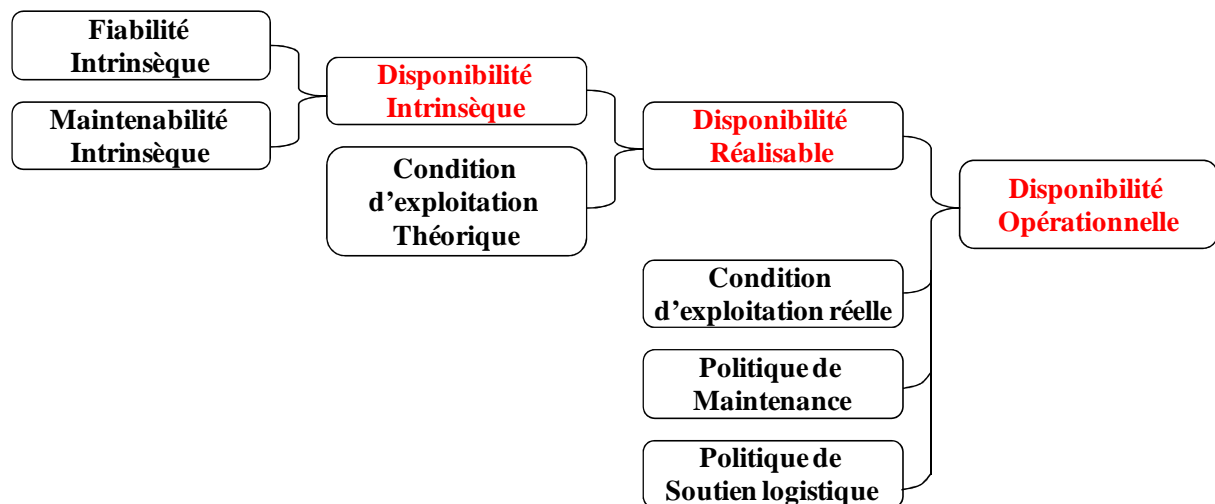 Fiabilité
Intrinsèque
Maintenabilité
Intrinsèque
Disponibilité
Intrinsèque
Condition
d’exploitation
Théorique
Disponibilité
Réalisable
Condition
d’exploitation réelle
Politique de
Maintenance
Politique de
Soutien logistique
Disponibilité
Opérationnelle